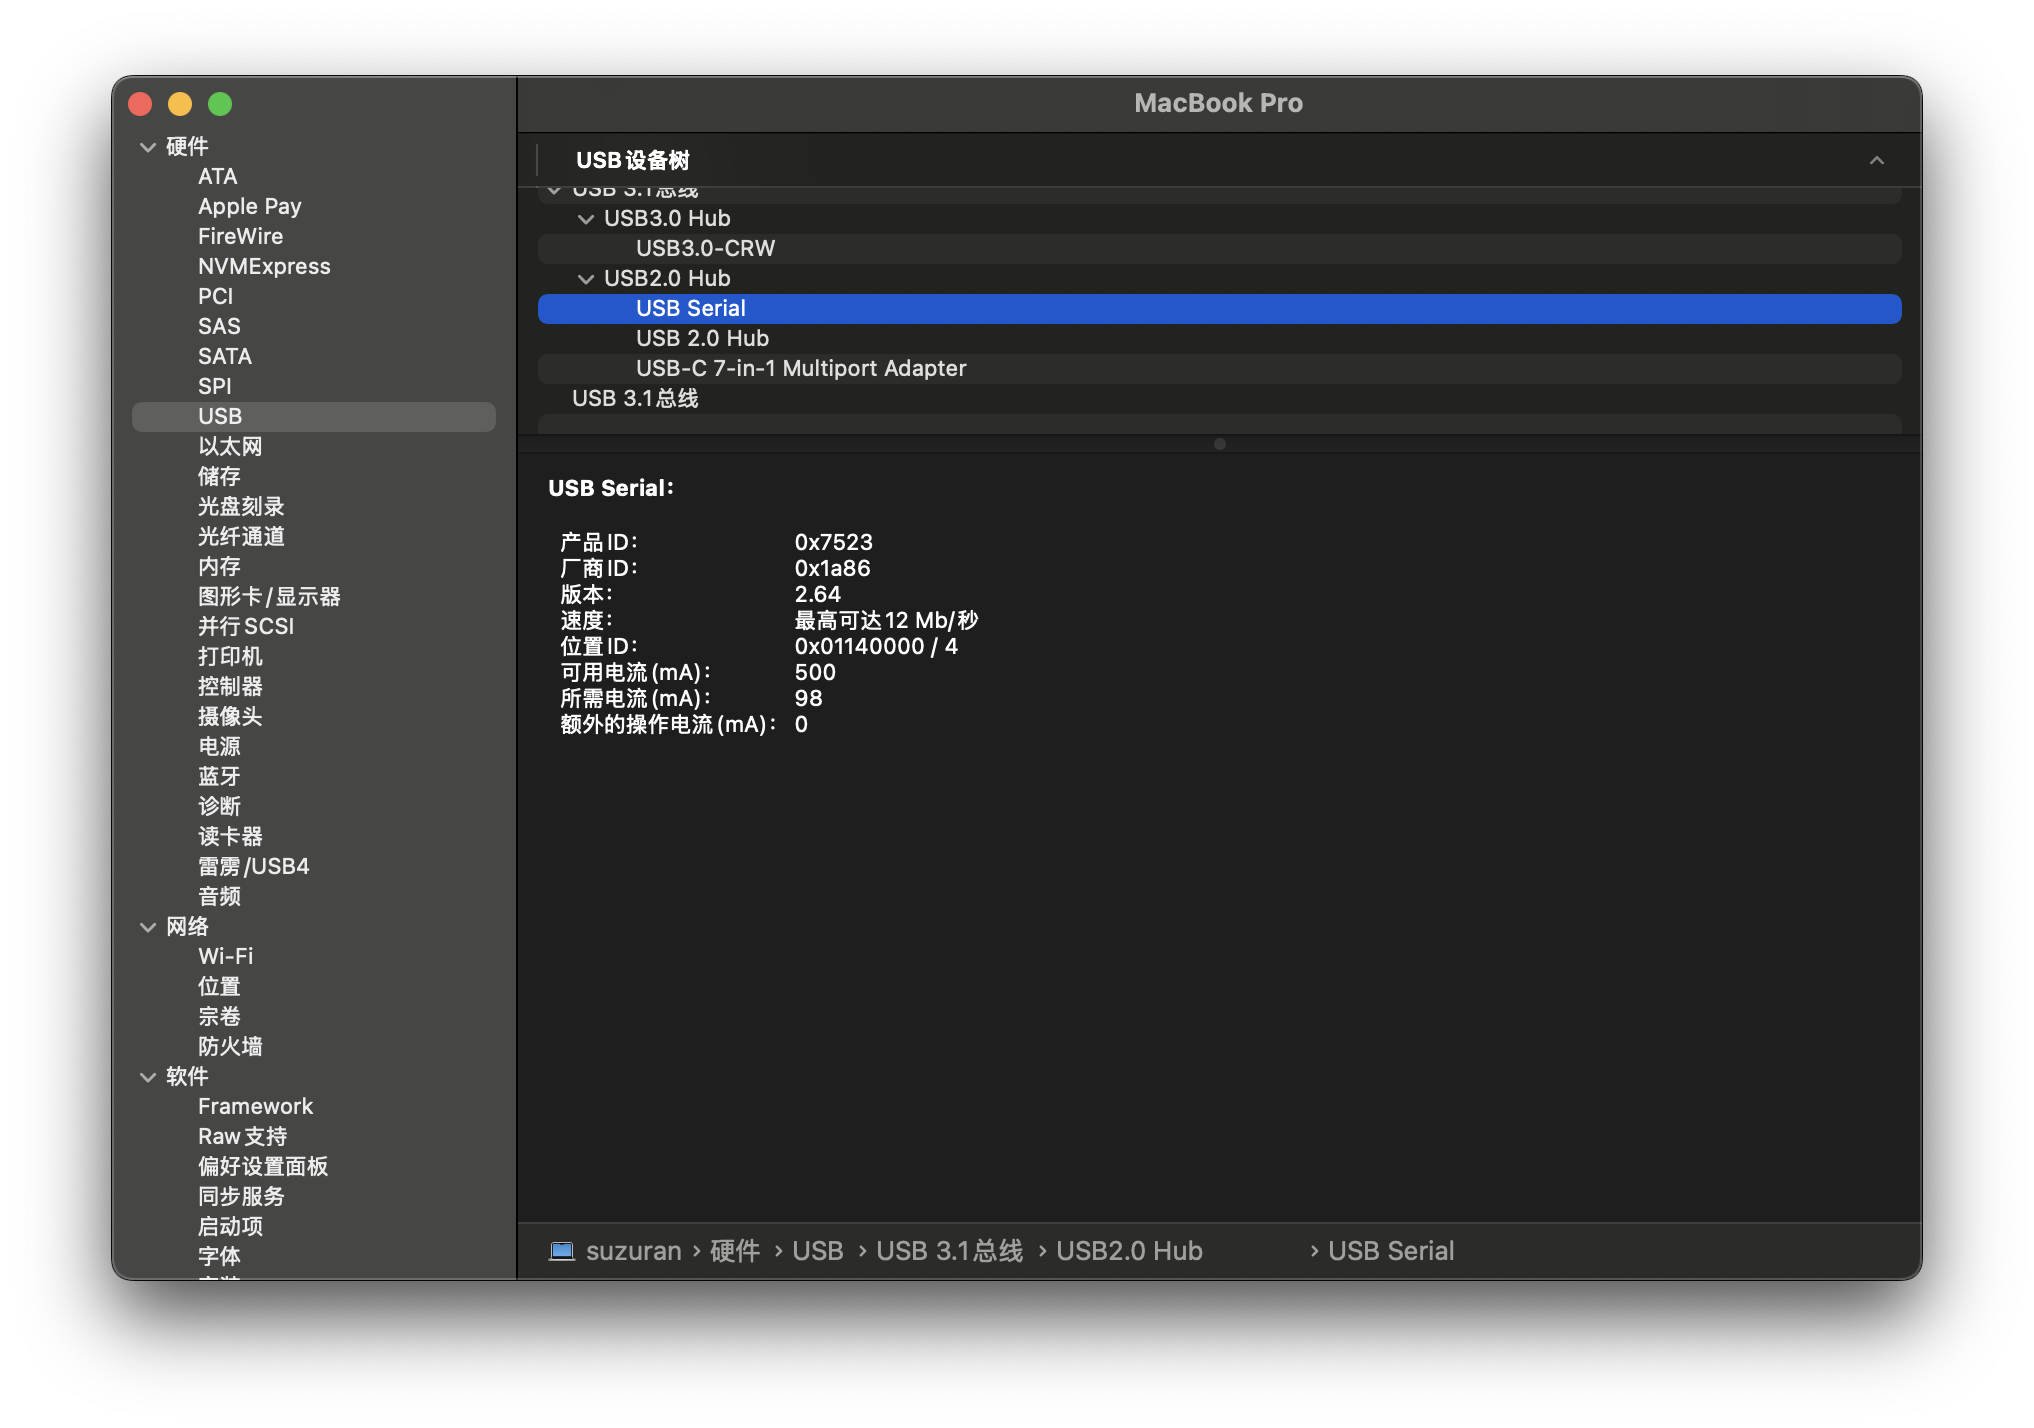 硬件
ATA
Apple Pay
FireWire
NVMExpress
PCI
SAS
SATA
SPI
USB
以太网
储存
光盘刻录
光纤通道
内存
图形卡/显示器
并行SCSI
打印机
控制器
摄像头
电源
蓝牙
诊断
读卡器
雷雳/USB4
音频
网络
Wi-Fi
位置
宗卷
防火墙
软件
Framework
Raw支持
偏好设置面板
同步服务
启动项
字体
MacBook Pro
USB设备树
USB 3.1总线
USB3.0 Hub
USB3.0-CRW
USB2.0 Hub
USB Serial
USB 2.0 Hub
USB-C 7-in-1 Multiport Adapter
USB 3.1总线
USB Serial:
产品ID: 0x7523
厂商ID: 0x1a86
版本: 2.64
速度: 最高可达12 Mb/秒
位置ID: 0x01140000 / 4
可用电流(mA): 500
所需电流(mA): 98
额外的操作电流(mA): 0
suzuran › 硬件 › USB › USB 3.1总线 › USB2.0 Hub › USB Serial